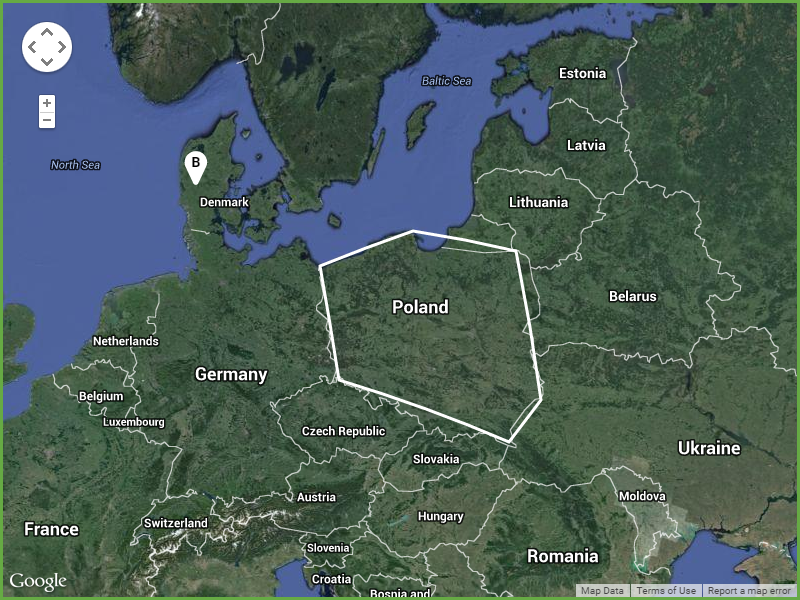 Estonia
Baltic Sea
+
−
Latvia
B
North Sea
Denmark
Lithuania
Belarus
Poland
Netherlands
Germany
Belgium
Luxembourg
Czech Republic
Ukraine
Slovakia
Austria
Moldova
Hungary
Switzerland
France
Slovenia
Romania
Croatia
Google
Bosnia and
Map Data
Terms of Use
Report a map error